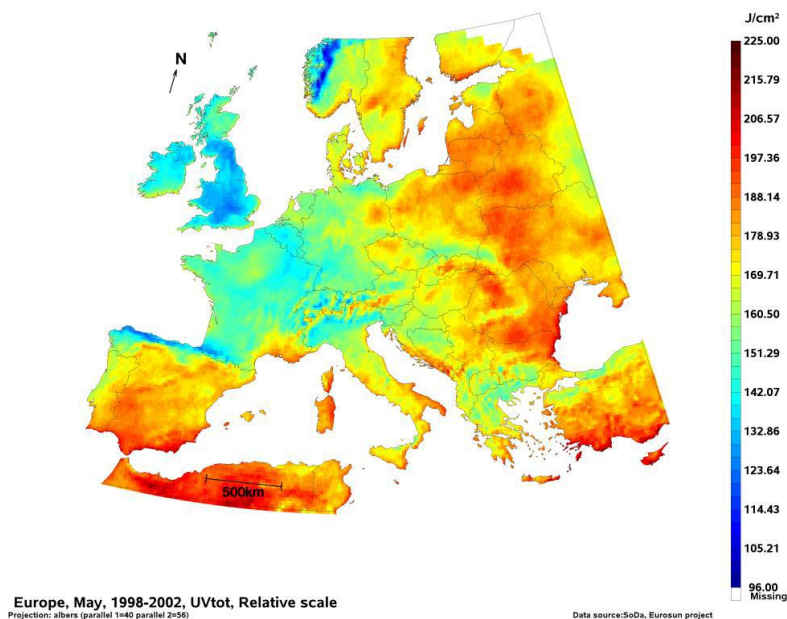 J/cm²
225.00
215.79
206.57
197.36
188.14
178.93
169.71
160.50
151.29
142.07
132.86
123.64
114.43
105.21
96.00
Missing
N
500km
Europe, May, 1998-2002, UVtot, Relative scale
Projection: albers (parallel 1=40 parallel 2=56)
Data source:SoDa, Eurosun project